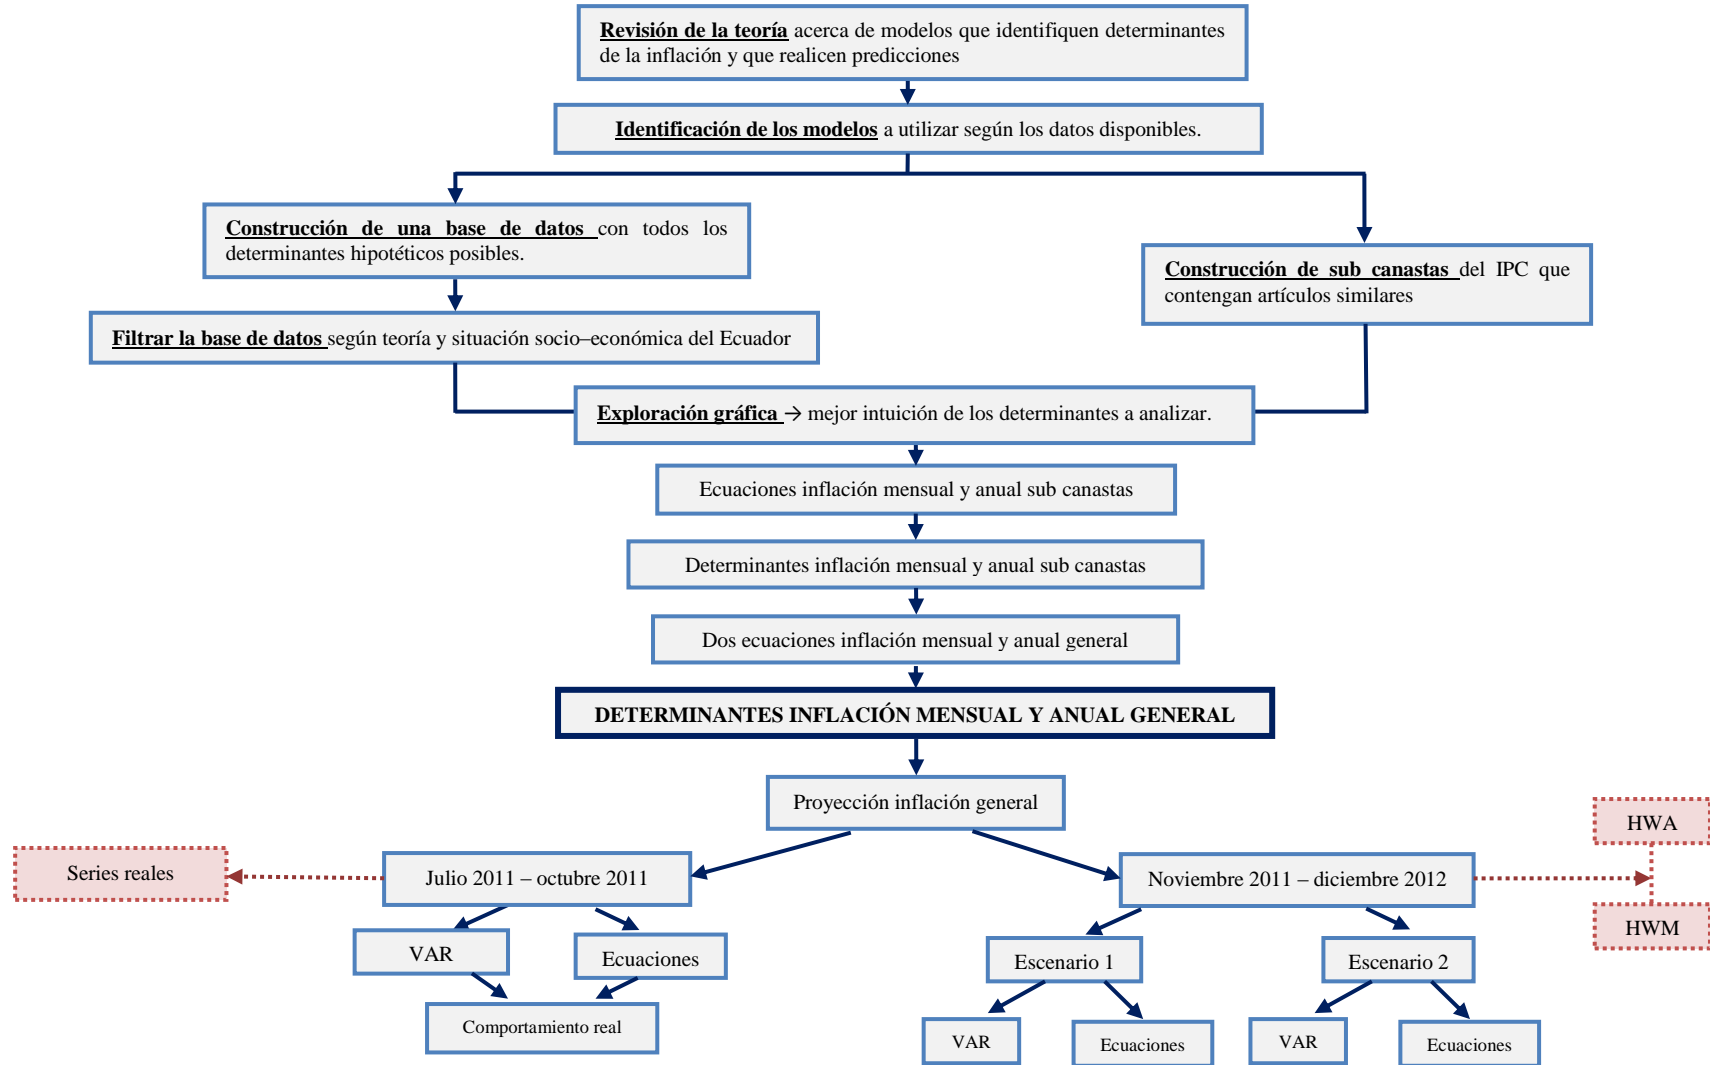 Revisión de la teoría acerca de modelos que identifiquen determinantes
de la inflación y que realicen predicciones
Identificación de los modelos a utilizar según los datos disponibles.
Construcción de una base de datos con todos los
determinantes hipotéticos posibles.
Construcción de sub canastas del IPC que
contengan artículos similares
Filtrar la base de datos según teoría y situación socio–económica del Ecuador
Exploración gráfica → mejor intuición de los determinantes a analizar.
Ecuaciones inflación mensual y anual sub canastas
Determinantes inflación mensual y anual sub canastas
Dos ecuaciones inflación mensual y anual general
DETERMINANTES INFLACIÓN MENSUAL Y ANUAL GENERAL
Proyección inflación general
HWA
Series reales
Julio 2011 – octubre 2011
Noviembre 2011 – diciembre 2012
HWM
VAR
Ecuaciones
Escenario 1
Escenario 2
Comportamiento real
VAR
Ecuaciones
VAR
Ecuaciones